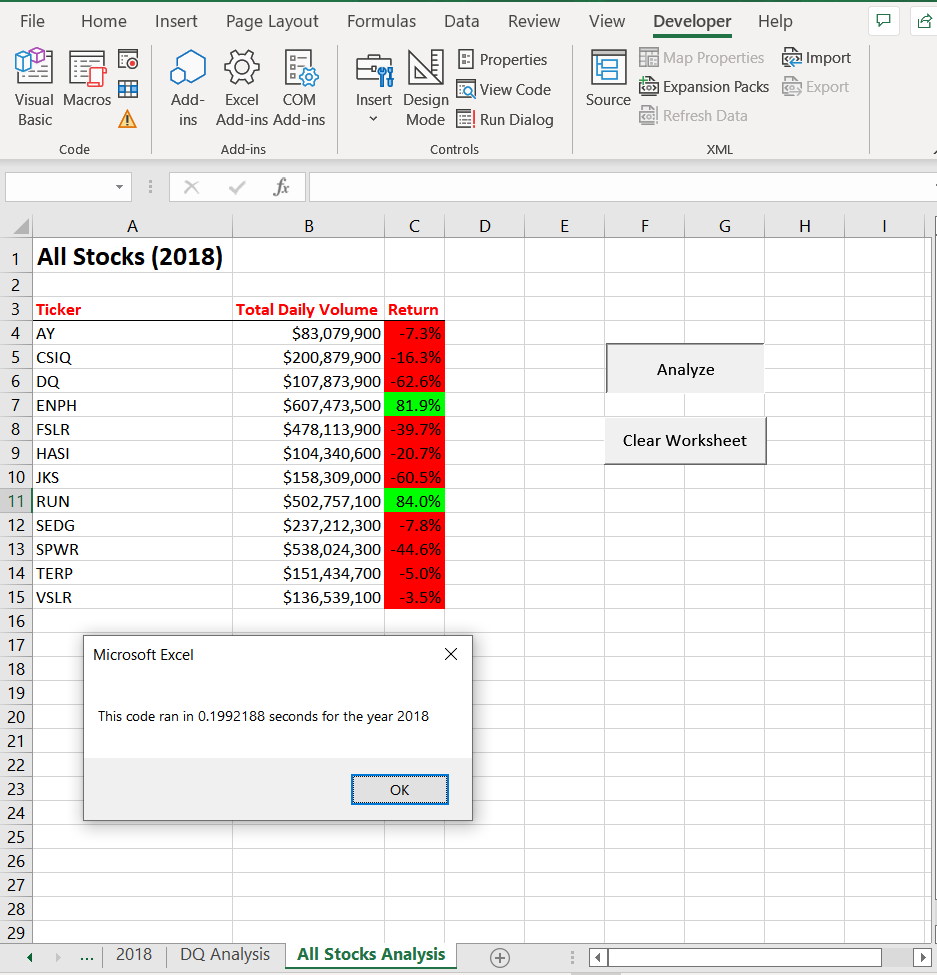 File Home Insert Page Layout Formulas Data Review View Developer Help
Visual Basic
Macros
Add-ins
Excel Add-ins
COM Add-ins
Insert
Design Mode
Properties
View Code
Run Dialog
Source
Map Properties
Expansion Packs
Refresh Data
Import
Export
Code Add-ins Controls XML
fx
A B C D E F G H I
1 All Stocks (2018)
2
3 Ticker Total Daily Volume Return
4 AY $83,079,900 -7.3%
5 CSIQ $200,879,900 -16.3%
6 DQ $107,873,900 -62.6%
Analyze
7 ENPH $607,473,500 81.9%
8 FSLR $478,113,900 -39.7%
9 HASI $104,340,600 -20.7%
Clear Worksheet
10 JKS $158,309,000 -60.5%
11 RUN $502,757,100 84.0%
12 SEDG $237,212,300 -7.8%
13 SPWR $538,024,300 -44.6%
14 TERP $151,434,700 -5.0%
15 VSLR $136,539,100 -3.5%
16
17
18
19
20
21
22
23
24
25
26
27
28
29
Microsoft Excel
This code ran in 0.1992188 seconds for the year 2018
OK
... 2018 DQ Analysis All Stocks Analysis